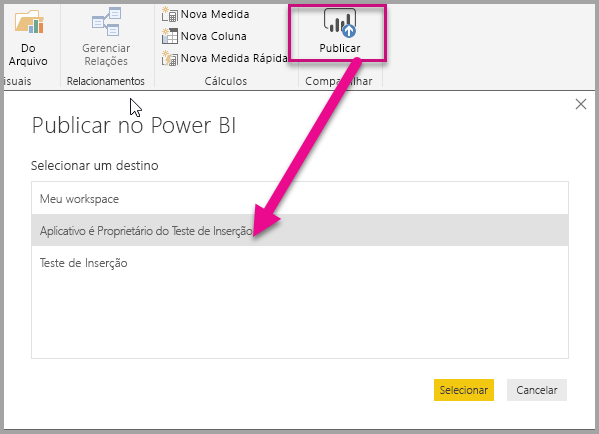 Do
Arquivo
isuais
Gerenciar
Relações
Relacionamentos
Nova Medida
Nova Coluna
Nova Medida Rápida
Cálculos
Publicar
Compartilhar
Publicar no Power BI
Selecionar um destino
Meu workspace
Aplicativo é Proprietário do Teste de Inserção
Teste de Inserção
Selecionar
Cancelar